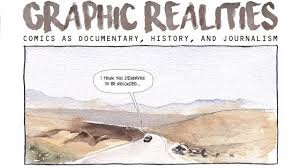 GRAPHIC REALITIES
COMICS AS DOCUMENTARY, HISTORY, AND JOURNALISM
I THINK THIS DESERVES
TO BE RECORDED...